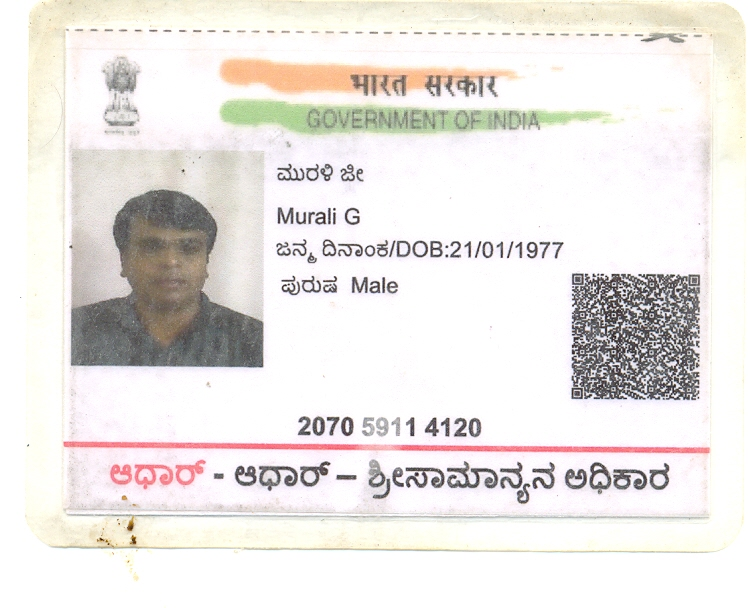 भारत सरकार
GOVERNMENT OF INDIA
ಮುರಳಿ ಜೀ
Murali G
ಜನ್ಮ ದಿನಾಂಕ/DOB:21/01/1977
ಪುರುಷ Male
2070 5911 4120
ಆಧಾರ್ - ಆಧಾರ್ – ಶ್ರೀಸಾಮಾನ್ಯನ ಅಧಿಕಾರ